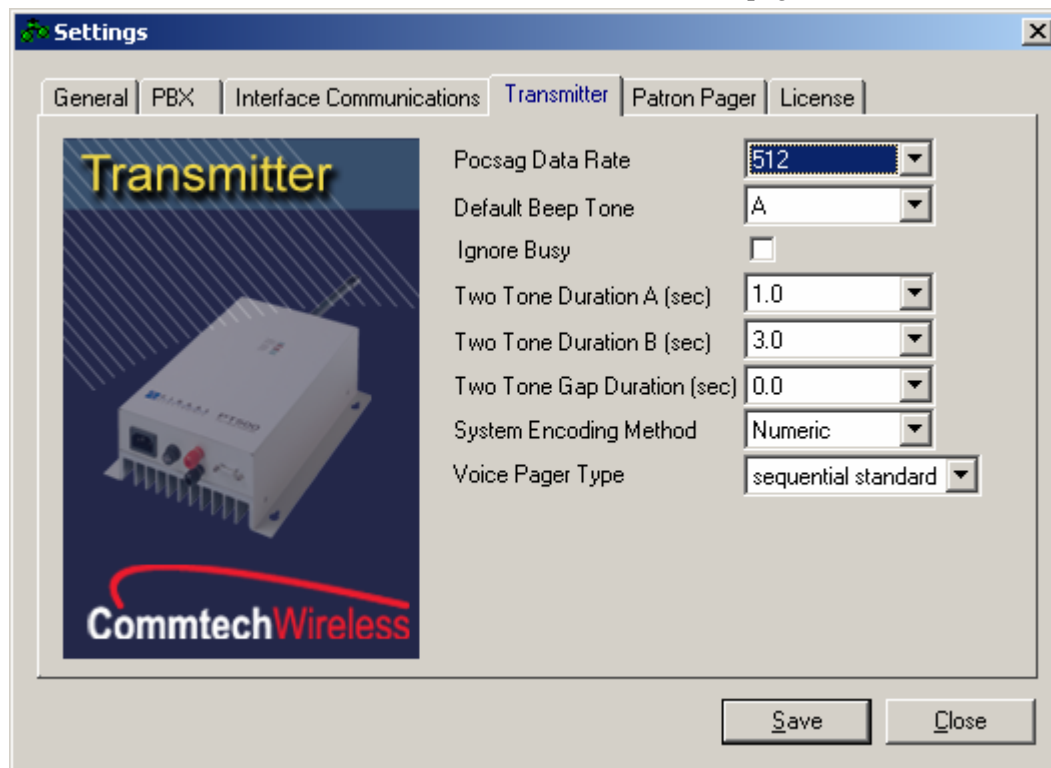 Settings
General PBX Interface Communications Transmitter Patron Pager License
Transmitter
Pocsag Data Rate 512
Default Beep Tone A
Ignore Busy
Two Tone Duration A (sec) 1.0
Two Tone Duration B (sec) 3.0
Two Tone Gap Duration (sec) 0.0
System Encoding Method Numeric
Voice Pager Type sequential standard
PT500
CommtechWireless
Save Close